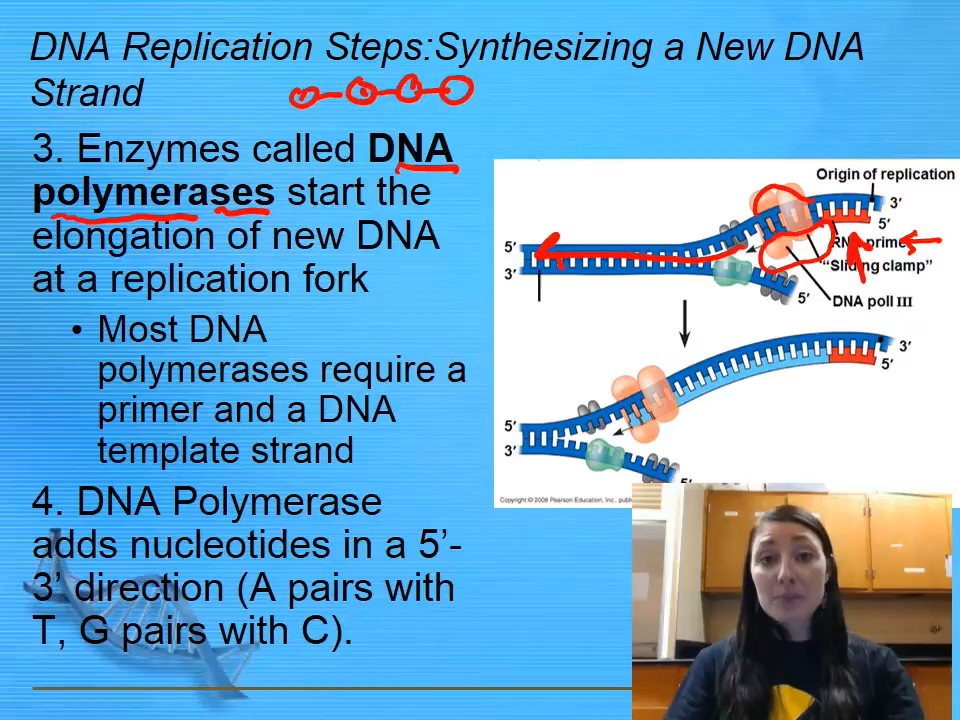 DNA Replication Steps:Synthesizing a New DNA
Strand
3. Enzymes called DNA
polymerases start the
elongation of new DNA
at a replication fork
• Most DNA
polymerases require a
primer and a DNA
template strand
4. DNA Polymerase
adds nucleotides in a 5’-
3’ direction (A pairs with
T, G pairs with C).
Origin of replication
3′
5′
5′
RNA primer
"Sliding clamp"
3′
5′
DNA poll III
3′
5′
5′
3′
5′
Copyright © 2008 Pearson Education, Inc., publ